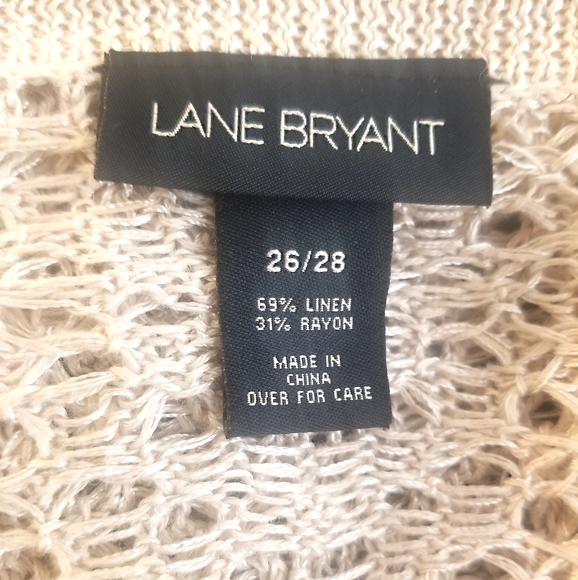 LANE BRYANT
26/28
69% LINEN
31% RAYON
MADE IN
CHINA
OVER FOR CARE